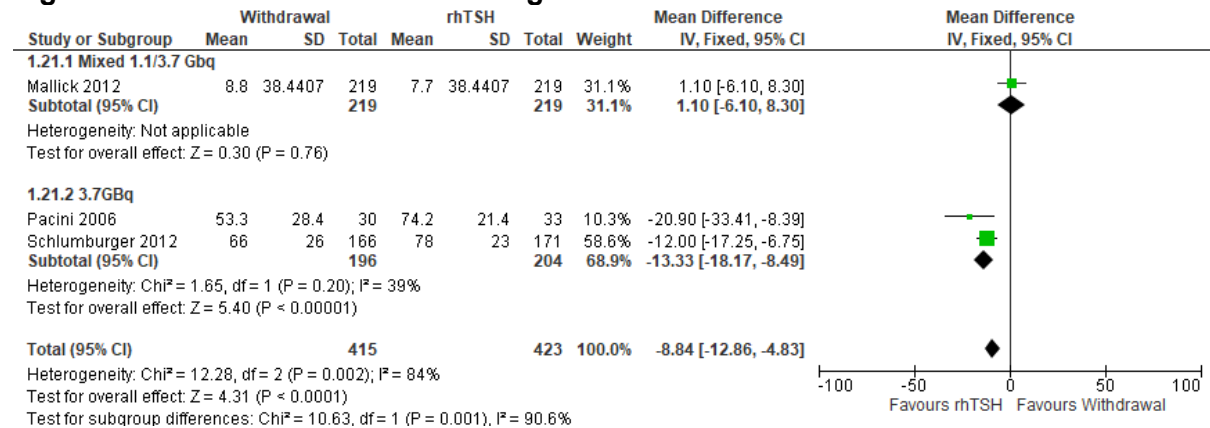 Withdrawal rhTSH Mean Difference Mean Difference
Study or Subgroup Mean SD Total Mean SD Total Weight IV, Fixed, 95% CI IV, Fixed, 95% CI
1.21.1 Mixed 1.1/3.7 Gbq
Mallick 2012 8.8 38.4407 219 7.7 38.4407 219 31.1% 1.10 [-6.10, 8.30]
Subtotal (95% CI) 219 219 31.1% 1.10 [-6.10, 8.30]
Heterogeneity: Not applicable
Test for overall effect: Z = 0.30 (P = 0.76)
1.21.2 3.7GBq
Pacini 2006 53.3 28.4 30 74.2 21.4 33 10.3% -20.90 [-33.41, -8.39]
Schlumburger 2012 66 26 166 78 23 171 58.6% -12.00 [-17.25, -6.75]
Subtotal (95% CI) 196 204 68.9% -13.33 [-18.17, -8.49]
Heterogeneity: Chi² = 1.65, df = 1 (P = 0.20); I² = 39%
Test for overall effect: Z = 5.40 (P < 0.00001)
Total (95% CI) 415 423 100.0% -8.84 [-12.86, -4.83]
Heterogeneity: Chi² = 12.28, df = 2 (P = 0.002); I² = 84%
Test for overall effect: Z = 4.31 (P < 0.0001)
Test for subgroup differences: Chi² = 10.63, df = 1 (P = 0.001), I² = 90.6%
-100 -50 0 50 100
Favours rhTSH Favours Withdrawal